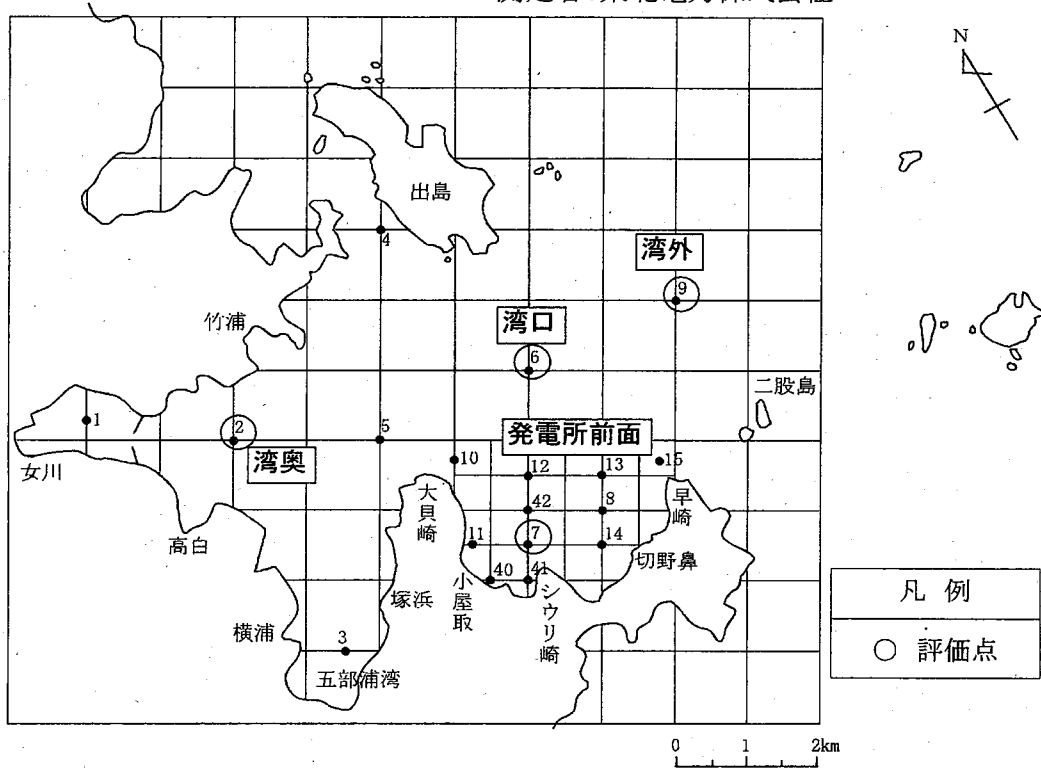 N
出島
4
湾外
9
竹浦
湾口
6
二股島
1
2
5
発電所前面
湾奥
女川
10
12
13
15
大貝崎
42
8
早崎
高白
11
7
14
切野鼻
小屋取
40
41
シウリ崎
塚浜
横浦
3
五部浦湾
凡例
○ 評価点
0 1 2km